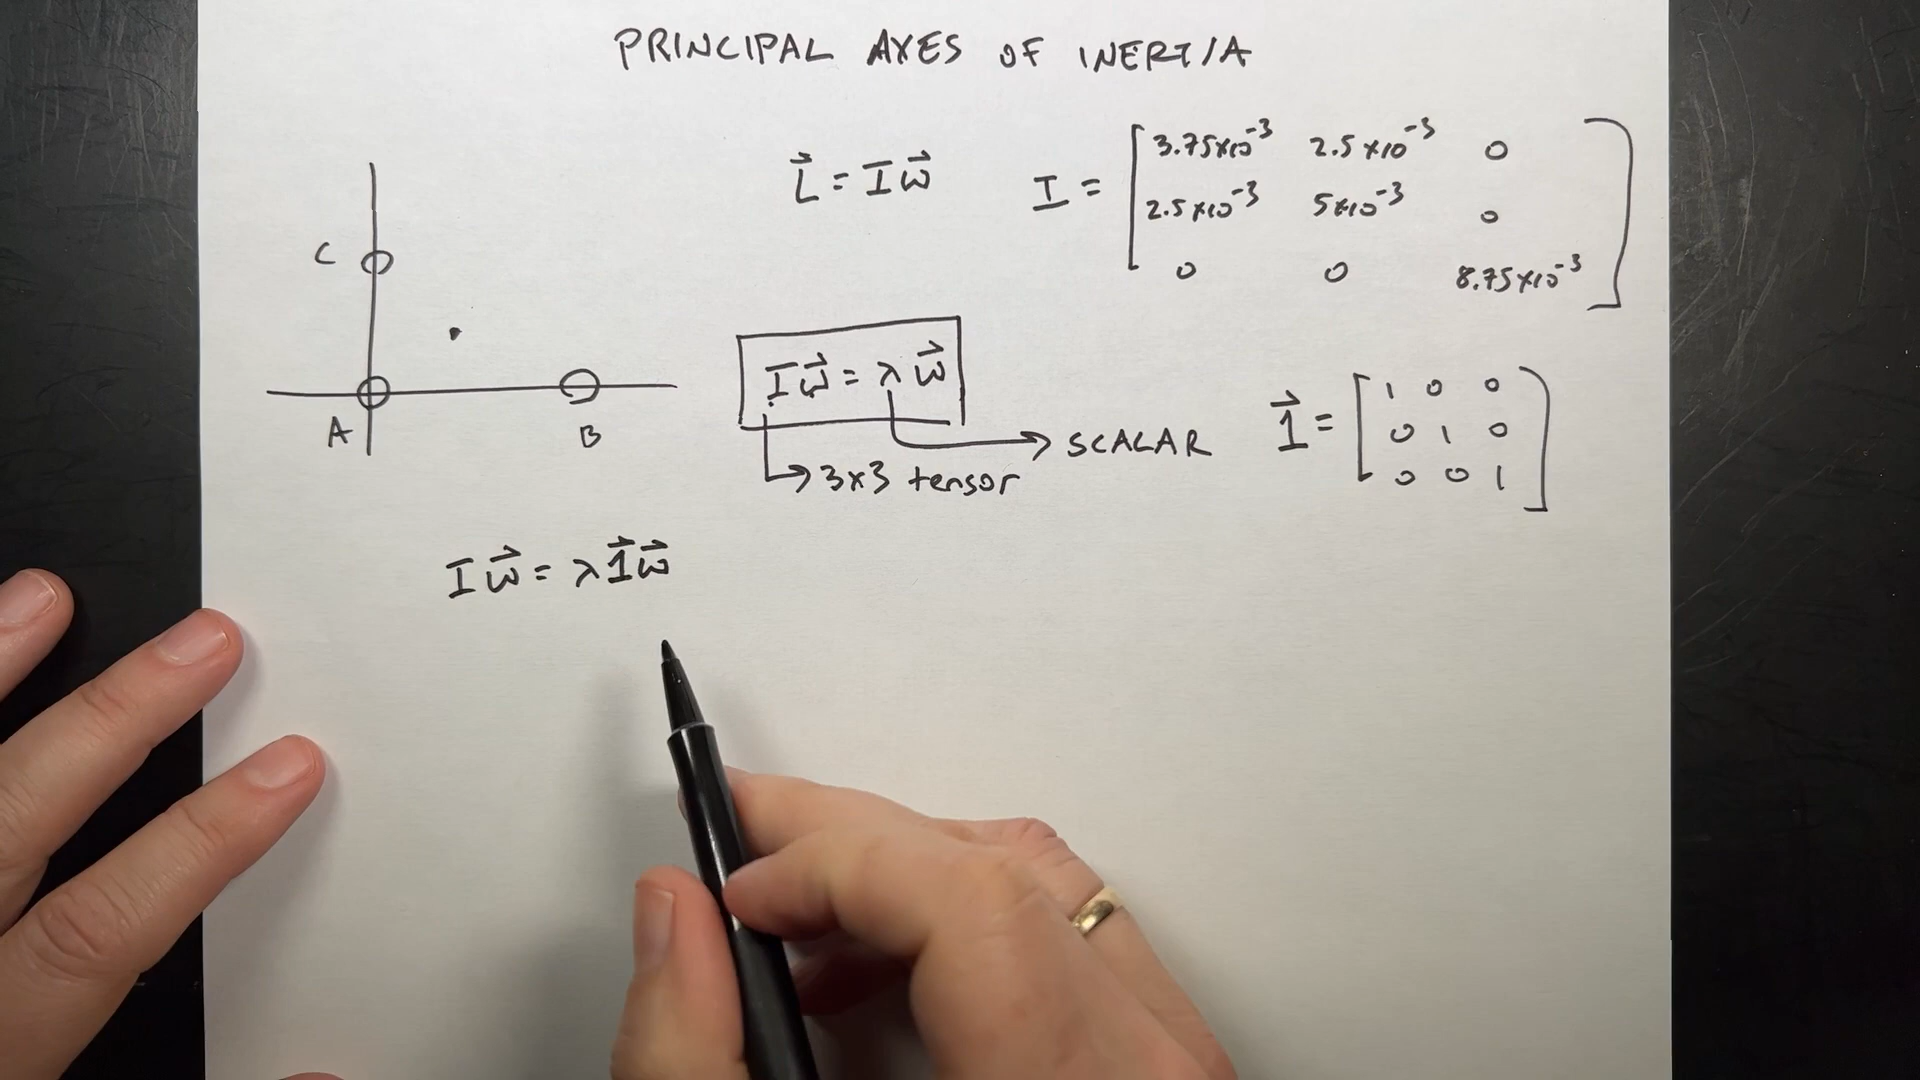 PRINCIPAL AXES OF INERTIA
L⃗ = Iω⃗
I = [3.75×10⁻³ 2.5×10⁻³ 0
2.5×10⁻³ 5×10⁻³ 0
0 0 8.75×10⁻³]
C
A
B
Iω⃗ = λω⃗
SCALAR
3×3 tensor
1⃗ = [1 0 0
0 1 0
0 0 1]
Iω⃗ = λ1⃗ω⃗